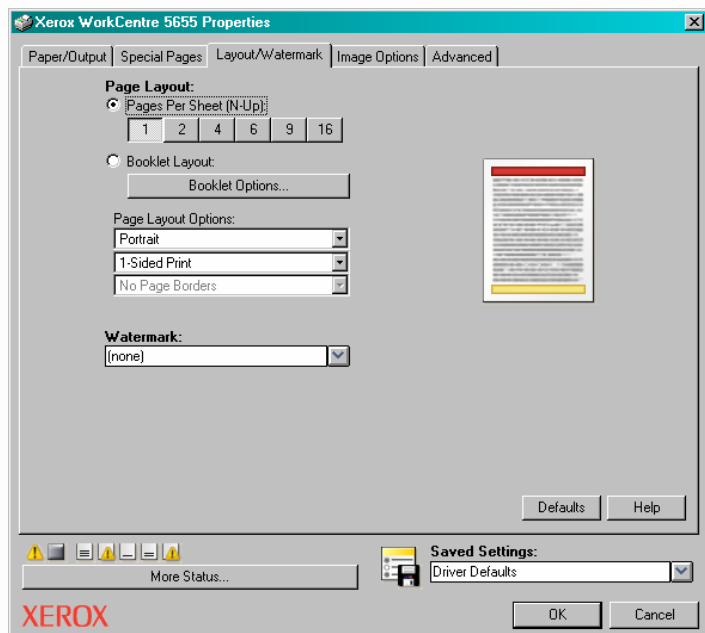 Xerox WorkCentre 5655 Properties
Paper/Output Special Pages Layout/Watermark Image Options Advanced
Page Layout:
Pages Per Sheet (N-Up):
1 2 4 6 9 16
Booklet Layout:
Booklet Options...
Page Layout Options:
Portrait
1-Sided Print
No Page Borders
Watermark:
(none)
Defaults Help
Saved Settings:
Driver Defaults
More Status...
XEROX
OK Cancel